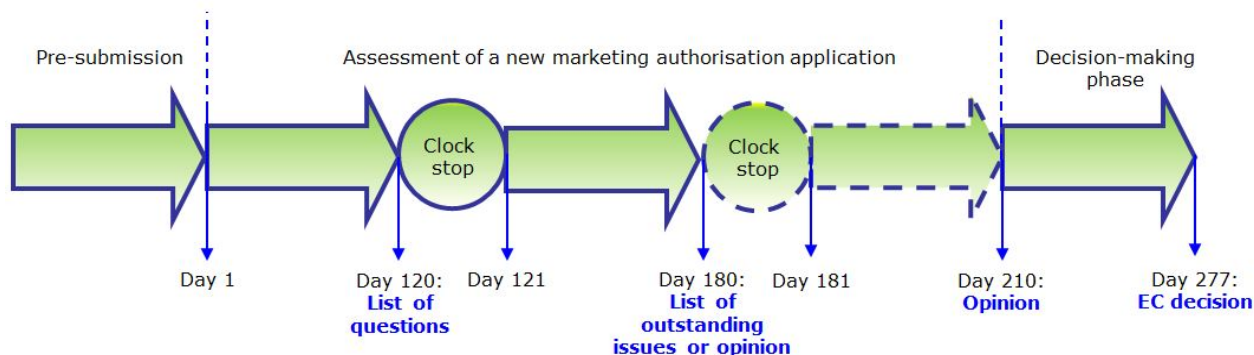 Pre-submission
Assessment of a new marketing authorisation application
Decision-making
phase
Clock
stop
Clock
stop
Day 1
Day 120:
List of
questions
Day 121
Day 180:
List of
outstanding
issues or opinion
Day 181
Day 210:
Opinion
Day 277:
EC decision